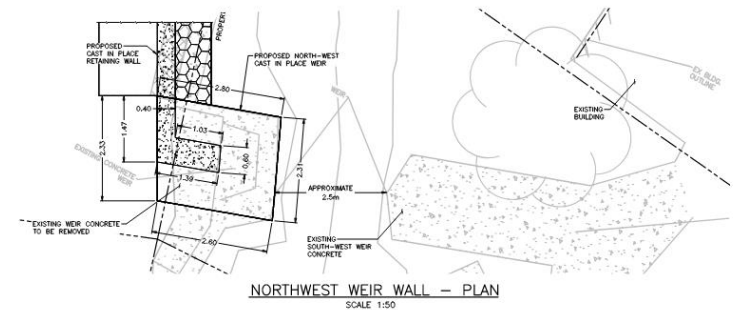 PROPOSED
CAST IN PLACE
RETAINING WALL
PROPER
PROPOSED NORTH-WEST
CAST IN PLACE WEIR
2.80
0.40
1.03
1.47
2.33
0.60
2.31
1.39
2.60
WEIR
EXISTING CONCRETE
WEIR
APPROXIMATE
2.5m
EXISTING WEIR CONCRETE
TO BE REMOVED
EXISTING
SOUTH-WEST WEIR
CONCRETE
EXISTING
BUILDING
EX BLDG.
OUTLINE
NORTHWEST WEIR WALL – PLAN
SCALE 1:50